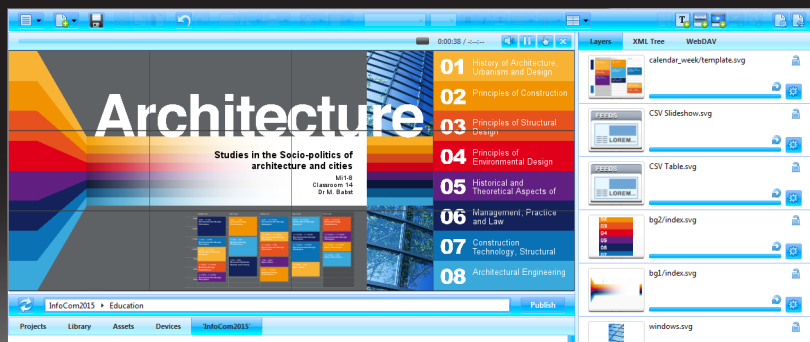 0:00:38 / -:--:--
Layers
XML Tree
WebDAV
Architecture
Studies in the Socio-politics of
architecture and cities
Mi1-8
Classroom 14
Dr M. Babst
01 History of Architecture,
Urbanism and Design
02 Principles of Construction
03 Principles of Structural
Design
04 Principles of
Environmental Design
05 Historical and
Theoretical Aspects of
06 Management, Practice
and Law
07 Construction
Technology, Structural
08 Architectural Engineering
calendar_week/template.svg
CSV Slideshow.svg
FEEDS
LOREM...
CSV Table.svg
FEEDS
LOREM...
bg2/index.svg
bg1/index.svg
windows.svg
InfoCom2015 Education
Publish
Projects
Library
Assets
Devices
'InfoCom2015'